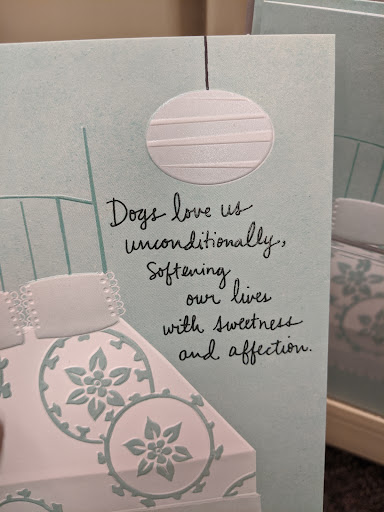 Dogs love us
unconditionally,
Softening
our lives
with sweetness
and affection.